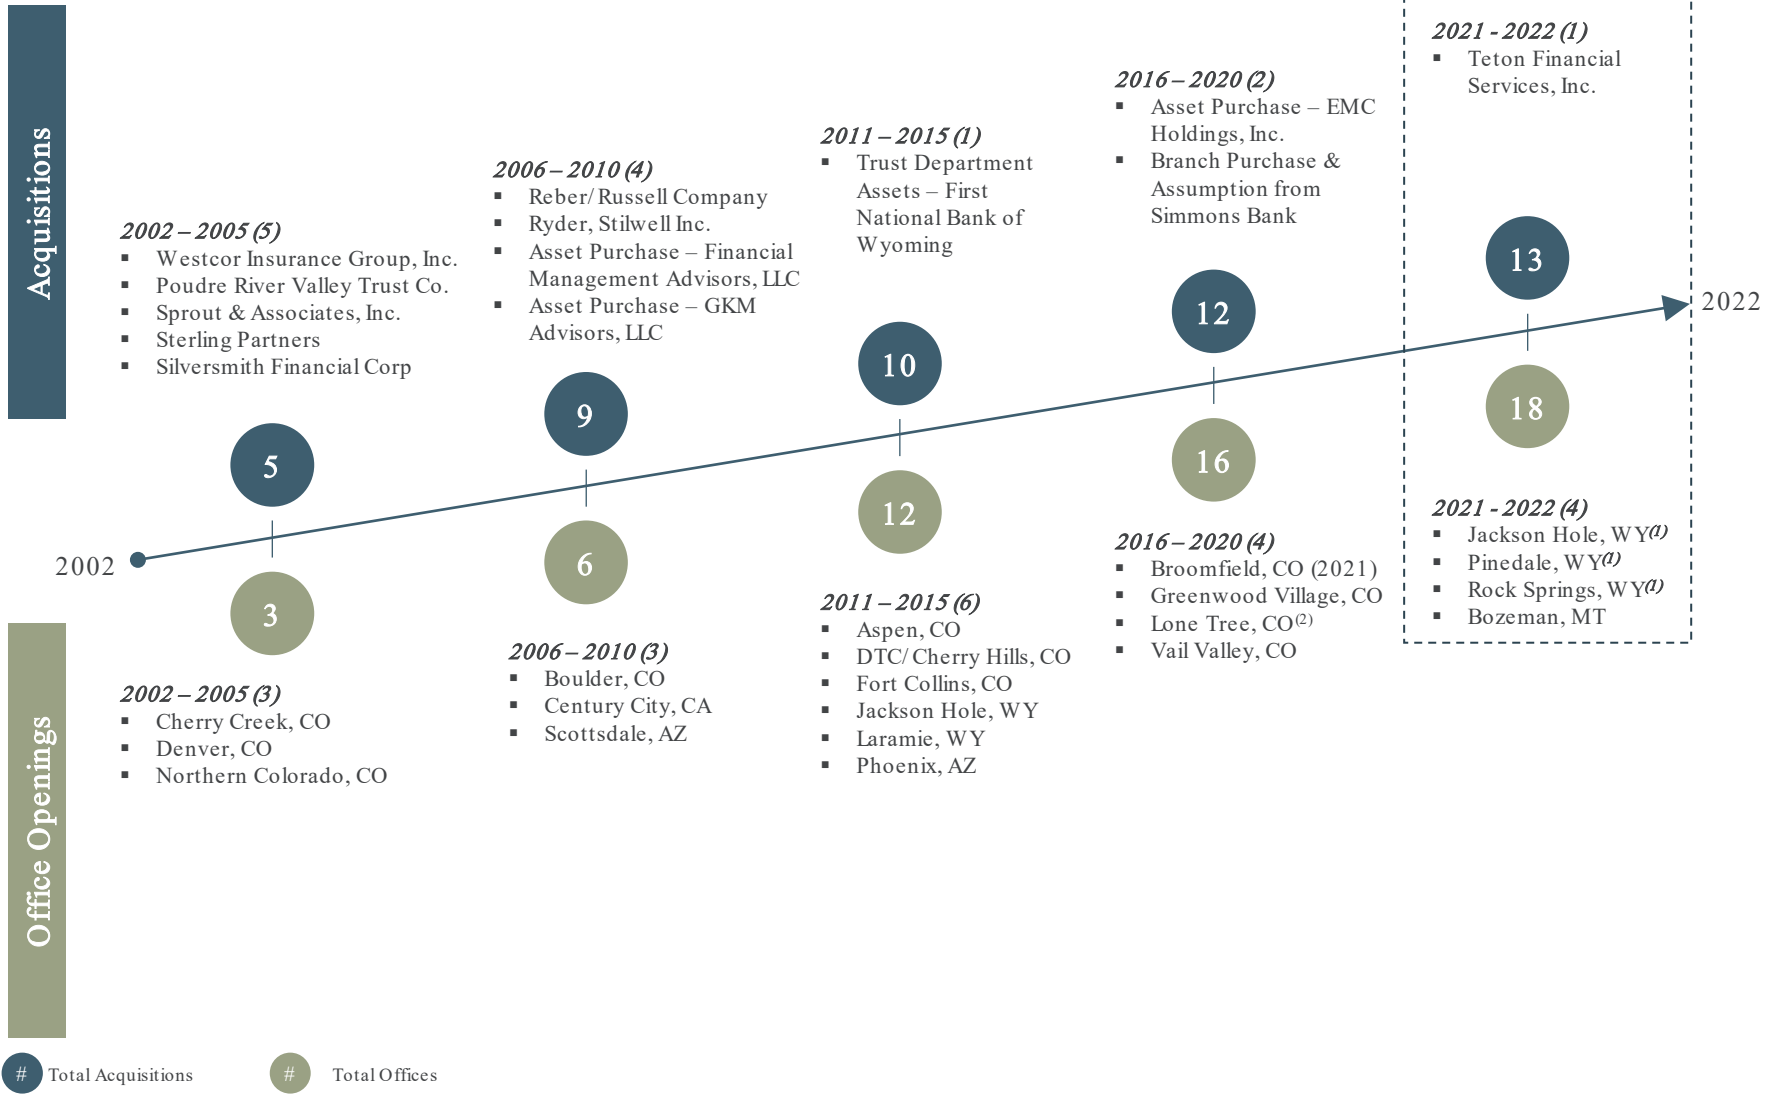 Acquisitions
2002 – 2005 (5)
▪ Westcor Insurance Group, Inc.
▪ Poudre River Valley Trust Co.
▪ Sprout & Associates, Inc.
▪ Sterling Partners
▪ Silversmith Financial Corp
2006 – 2010 (4)
▪ Reber/Russell Company
▪ Ryder, Stilwell Inc.
▪ Asset Purchase – Financial
Management Advisors, LLC
▪ Asset Purchase – GKM
Advisors, LLC
2011 – 2015 (1)
▪ Trust Department
Assets – First
National Bank of
Wyoming
2016 – 2020 (2)
▪ Asset Purchase – EMC
Holdings, Inc.
▪ Branch Purchase &
Assumption from
Simmons Bank
2021 - 2022 (1)
▪ Teton Financial
Services, Inc.
5
9
10
12
13
2002
2022
3
6
12
16
18
Office Openings
2002 – 2005 (3)
▪ Cherry Creek, CO
▪ Denver, CO
▪ Northern Colorado, CO
2006 – 2010 (3)
▪ Boulder, CO
▪ Century City, CA
▪ Scottsdale, AZ
2011 – 2015 (6)
▪ Aspen, CO
▪ DTC/Cherry Hills, CO
▪ Fort Collins, CO
▪ Jackson Hole, WY
▪ Laramie, WY
▪ Phoenix, AZ
2016 – 2020 (4)
▪ Broomfield, CO (2021)
▪ Greenwood Village, CO
▪ Lone Tree, CO(2)
▪ Vail Valley, CO
2021 - 2022 (4)
▪ Jackson Hole, WY(1)
▪ Pinedale, WY(1)
▪ Rock Springs, WY(1)
▪ Bozeman, MT
# Total Acquisitions
# Total Offices